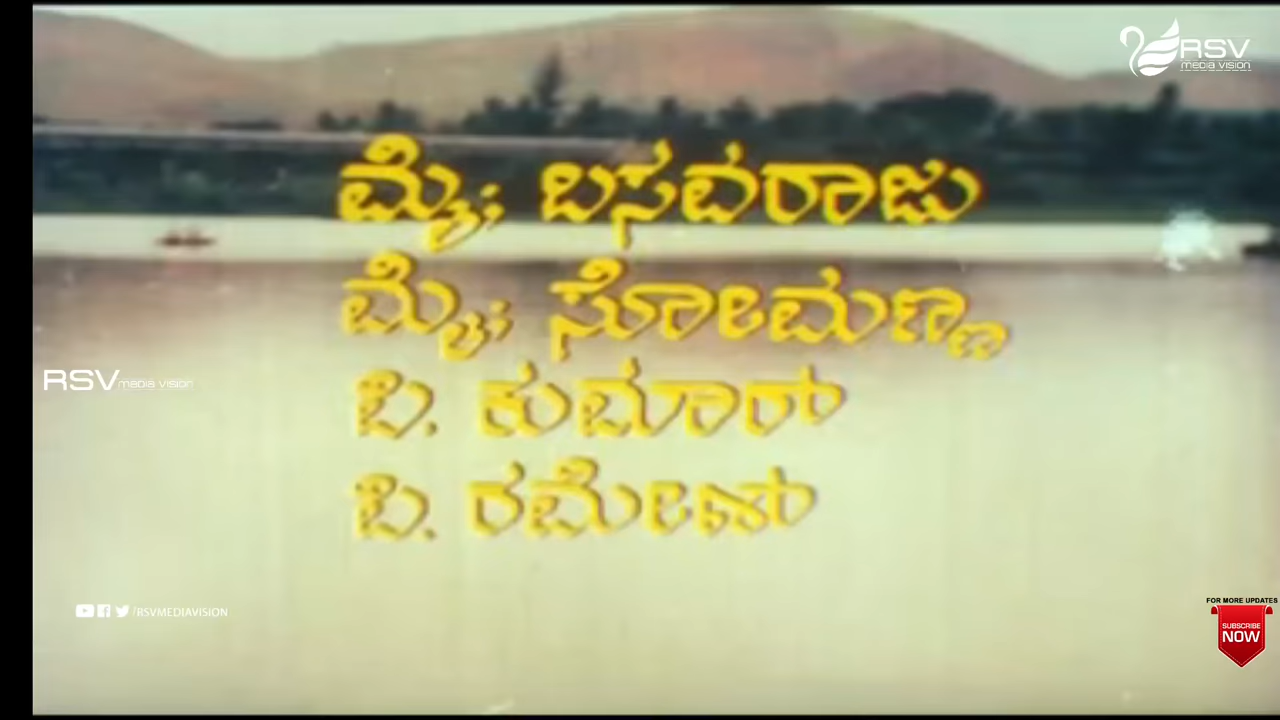 RSV
media vision
ಮೈ; ಬಸವರಾಜು
ಮೈ; ಸೋಮಣ್ಣ
RSV media vision
ಬಿ. ಕುಮಾರ್
ಬಿ. ರಮೇಶ್
/RSVMEDIAVISION
FOR MORE UPDATES
SUBSCRIBE
NOW